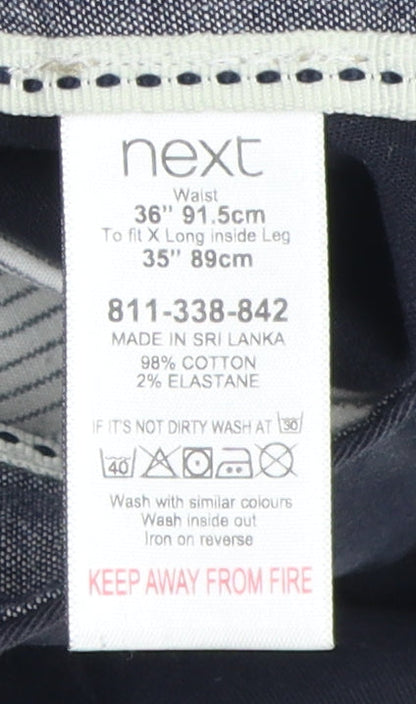 next
Waist
36" 91.5cm
To fit X Long inside Leg
35" 89cm
811-338-842
MADE IN SRI LANKA
98% COTTON
2% ELASTANE
IF IT'S NOT DIRTY WASH AT 30
40
Wash with similar colours
Wash inside out
Iron on reverse
KEEP AWAY FROM FIRE